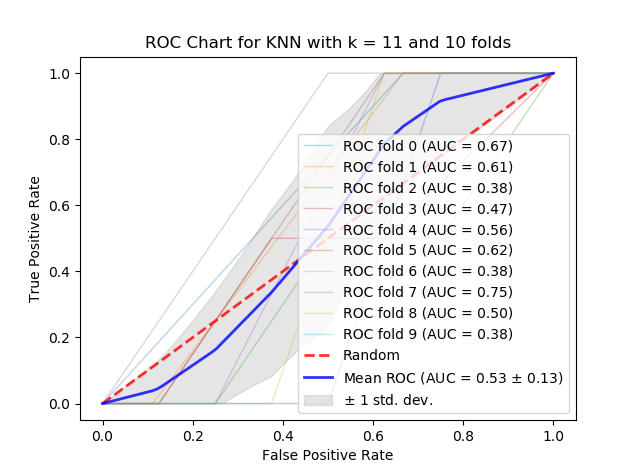 ROC Chart for KNN with k = 11 and 10 folds
1.0
0.8
0.6
0.4
0.2
0.0
True Positive Rate
ROC fold 0 (AUC = 0.67)
ROC fold 1 (AUC = 0.61)
ROC fold 2 (AUC = 0.38)
ROC fold 3 (AUC = 0.47)
ROC fold 4 (AUC = 0.56)
ROC fold 5 (AUC = 0.62)
ROC fold 6 (AUC = 0.38)
ROC fold 7 (AUC = 0.75)
ROC fold 8 (AUC = 0.50)
ROC fold 9 (AUC = 0.38)
Random
Mean ROC (AUC = 0.53 ± 0.13)
± 1 std. dev.
0.0 0.2 0.4 0.6 0.8 1.0
False Positive Rate